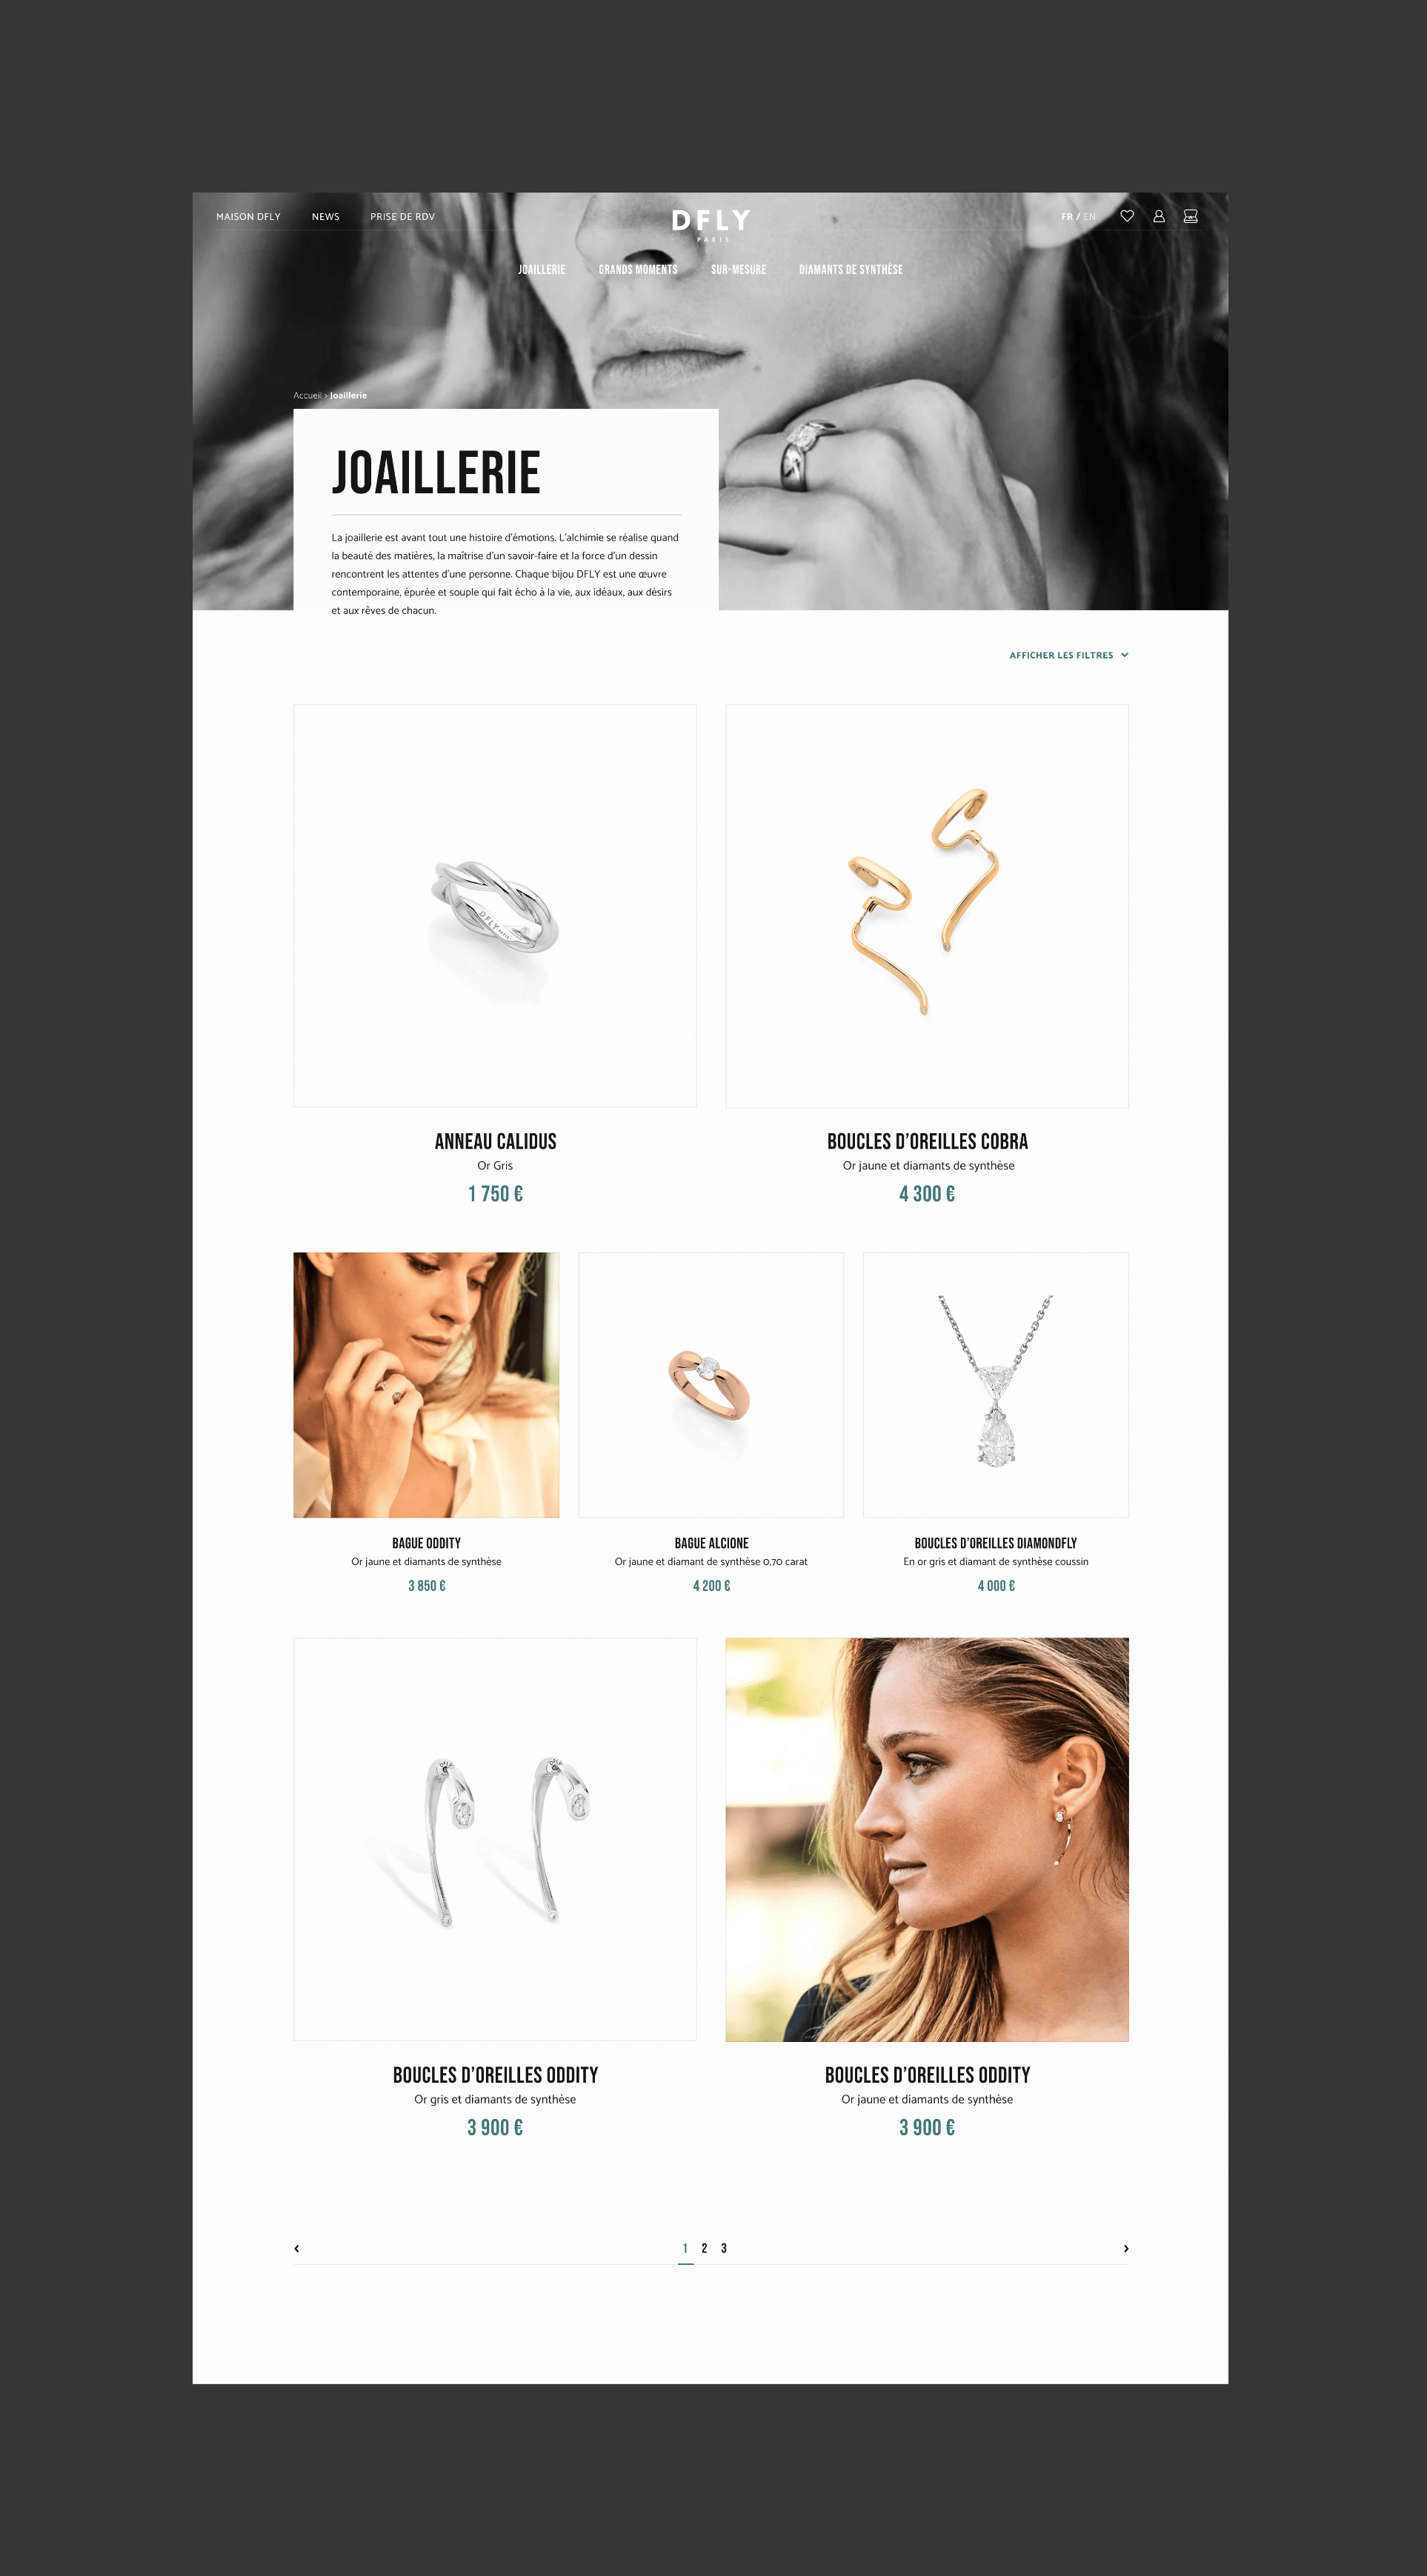 MAISON DFLY
NEWS
PRISE DE RDV
DFLY
PARIS
FR / EN
JOAILLERIE
GRANDS MOMENTS
SUR-MESURE
DIAMANTS DE SYNTHÈSE
Accueil > Joaillerie
JOAILLERIE
La joaillerie est avant tout une histoire d'émotions. L'alchimie se réalise quand
la beauté des matières, la maîtrise d'un savoir-faire et la force d'un dessin
rencontrent les attentes d'une personne. Chaque bijou DFLY est une œuvre
contemporaine, épurée et souple qui fait écho à la vie, aux idéaux, aux désirs
et aux rêves de chacun.
AFFICHER LES FILTRES
DFLY PARIS
ANNEAU CALIDUS
Or Gris
1 750 €
BOUCLES D'OREILLES COBRA
Or jaune et diamants de synthèse
4 300 €
BAGUE ODDITY
Or jaune et diamants de synthèse
3 850 €
BAGUE ALCIONE
Or jaune et diamant de synthèse 0,70 carat
4 200 €
BOUCLES D'OREILLES DIAMONDFLY
En or gris et diamant de synthèse coussin
4 000 €
DFLY
DFLY
BOUCLES D'OREILLES ODDITY
Or gris et diamants de synthèse
3 900 €
BOUCLES D'OREILLES ODDITY
Or jaune et diamants de synthèse
3 900 €
‹ 1 2 3 ›